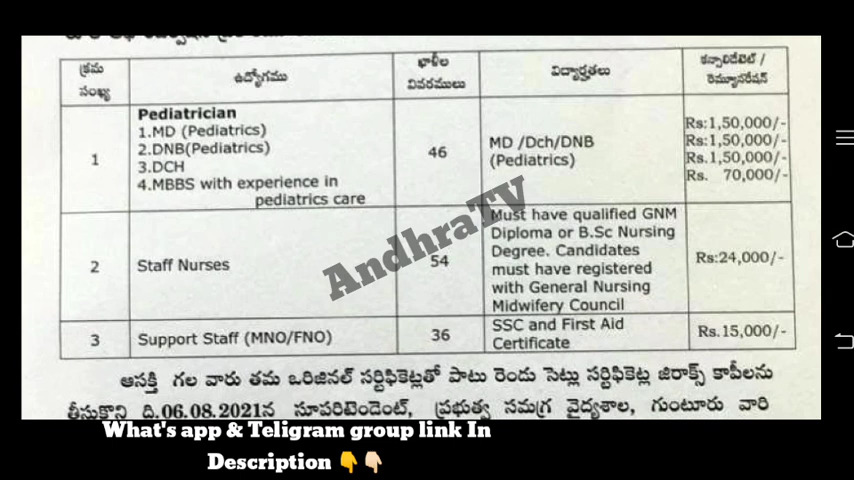 క్రమ సంఖ్య
ఉద్యోగము
ఖాళీల వివరములు
విద్యార్హతలు
కన్సాలిడేటెట్ / రెమ్యూనరేషన్
1
Pediatrician
1.MD (Pediatrics)
2.DNB(Pediatrics)
3.DCH
4.MBBS with experience in
pediatrics care
46
MD /Dch/DNB
(Pediatrics)
Rs:1,50,000/-
Rs:1,50,000/-
Rs.1,50,000/-
Rs. 70,000/-
2
Staff Nurses
54
Must have qualified GNM
Diploma or B.Sc Nursing
Degree. Candidates
must have registered
with General Nursing
Midwifery Council
Rs:24,000/-
3
Support Staff (MNO/FNO)
36
SSC and First Aid
Certificate
Rs.15,000/-
AndhraTV
ఆసక్తి గల వారు తమ ఒరిజినల్ సర్టిఫికెట్లతో పాటు రెండు సెట్లు సర్టిఫికెట్ల జిరాక్స్ కాపీలను
తీసుకొని ది.06.08.2021న సూపరింటెండెంట్, ప్రభుత్వ సమగ్ర వైద్యశాల, గుంటూరు వారి
What's app & Teligram group link In
Description 👇👇🏻